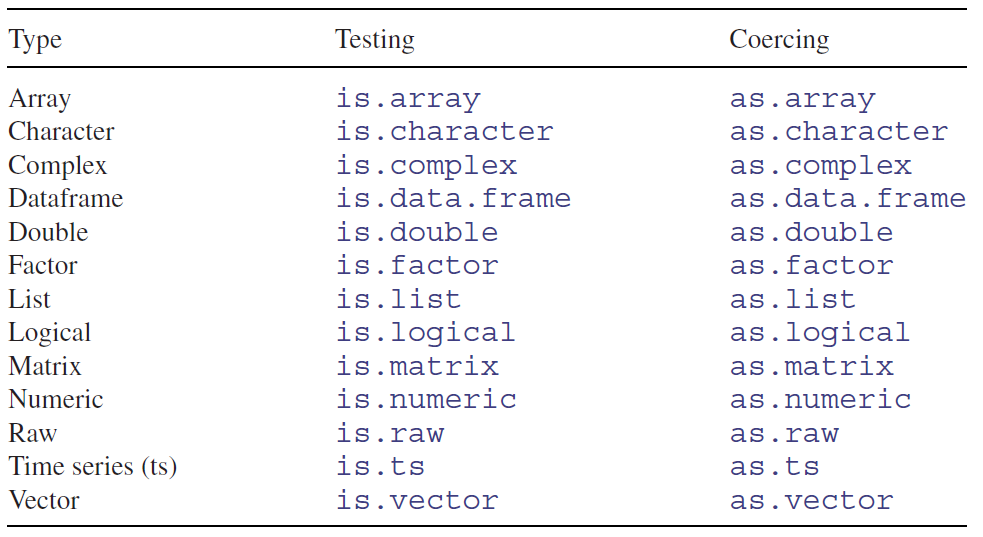 Type Testing Coercing
Array is.array as.array
Character is.character as.character
Complex is.complex as.complex
Dataframe is.data.frame as.data.frame
Double is.double as.double
Factor is.factor as.factor
List is.list as.list
Logical is.logical as.logical
Matrix is.matrix as.matrix
Numeric is.numeric as.numeric
Raw is.raw as.raw
Time series (ts) is.ts as.ts
Vector is.vector as.vector